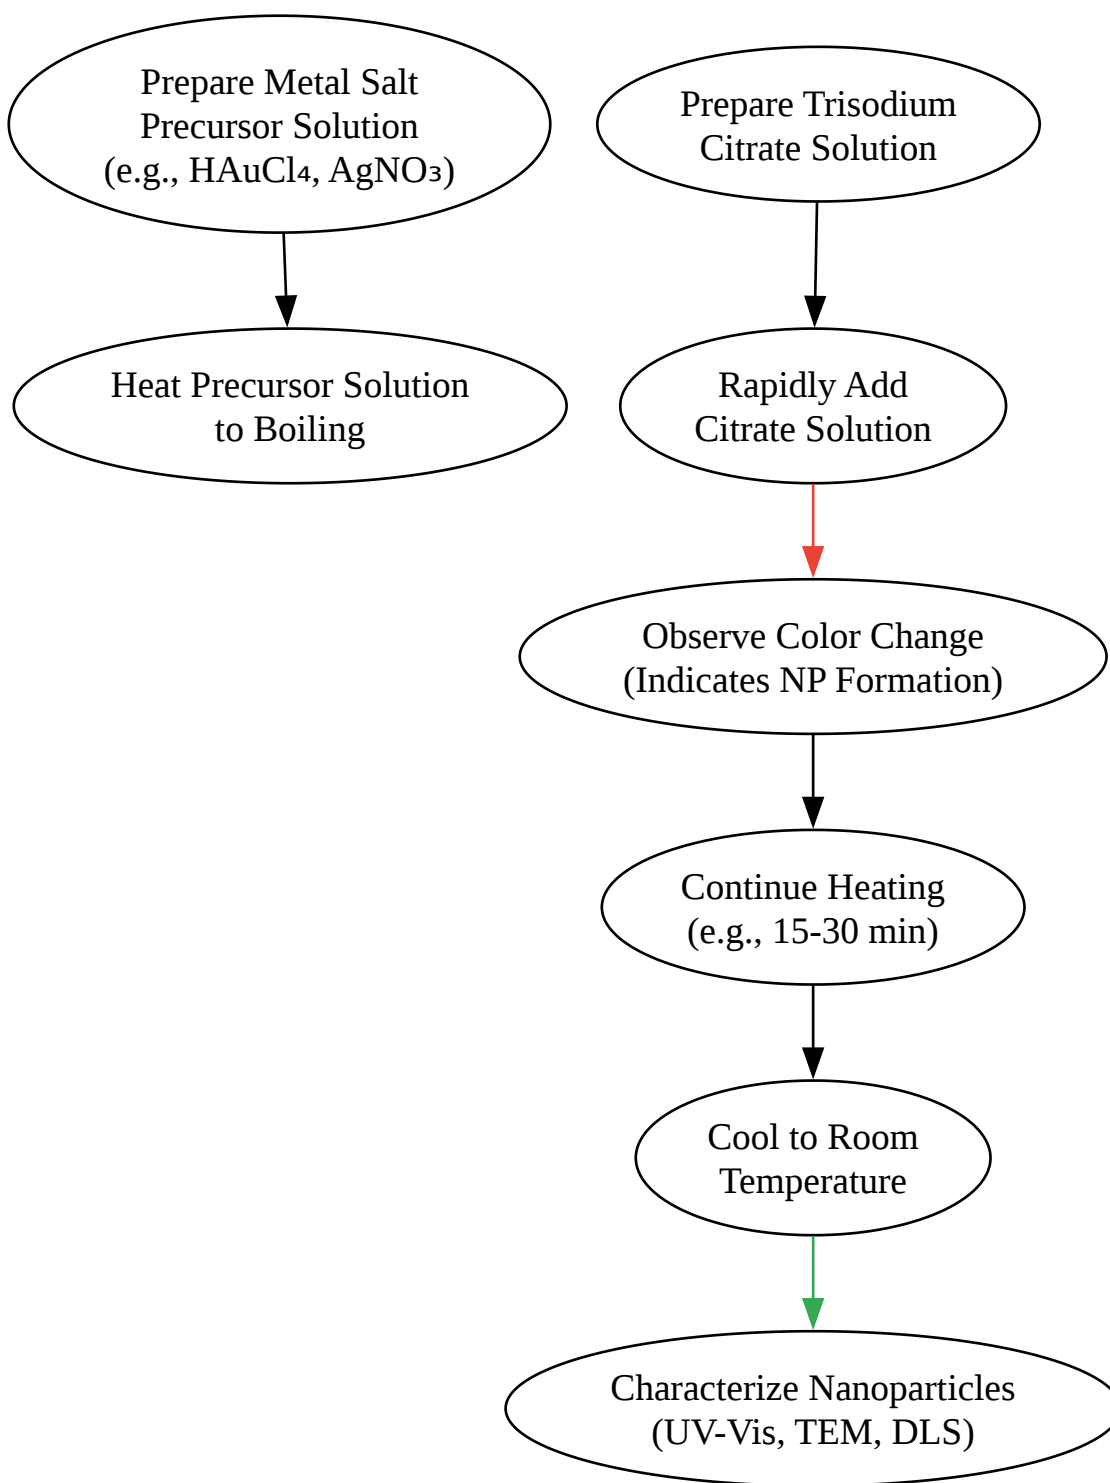 Prepare Metal Salt
Precursor Solution
(e.g., HAuCl₄, AgNO₃)
Prepare Trisodium
Citrate Solution
Heat Precursor Solution
to Boiling
Rapidly Add
Citrate Solution
Observe Color Change
(Indicates NP Formation)
Continue Heating
(e.g., 15-30 min)
Cool to Room
Temperature
Characterize Nanoparticles
(UV-Vis, TEM, DLS)